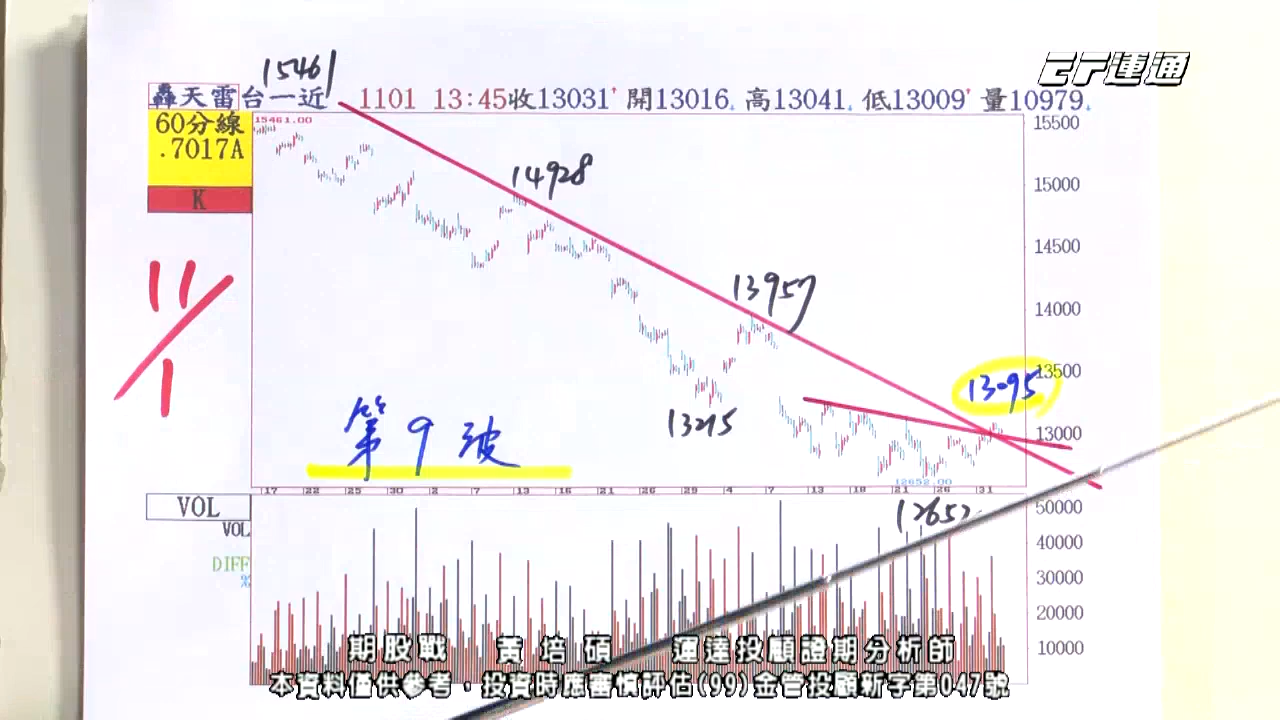 15461
EF運通
轟天雷台一近 1101 13:45收13031 開13016 高13041 低13009 量10979
60分線
.7017A
K
15461.00
15500
15000
14500
14000
13500
13000
14928
13957
13095
13215
11/1
第9波
12652.00
17 22 25 30 2 7 13 16 21 26 29 4 7 13 18 21 26 31
12652
VOL
VOL
DIFF
%
50000
40000
30000
20000
10000
期股戰 黃培碩 運達投顧證期分析師
本資料僅供參考，投資時應審慎評估(99)金管投顧新字第047號